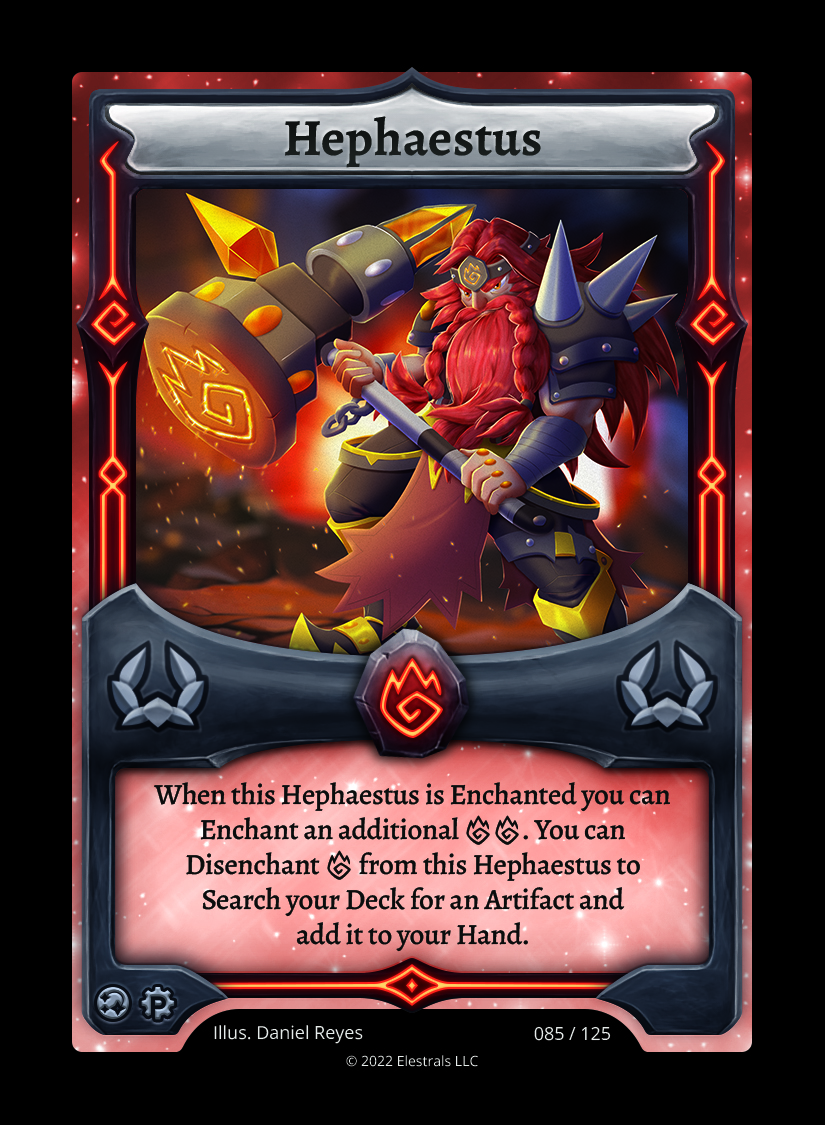 Hephaestus
When this Hephaestus is Enchanted you can
Enchant an additional . You can
Disenchant from this Hephaestus to
Search your Deck for an Artifact and
add it to your Hand.
P
Illus. Daniel Reyes
085 / 125
© 2022 Elestrals LLC